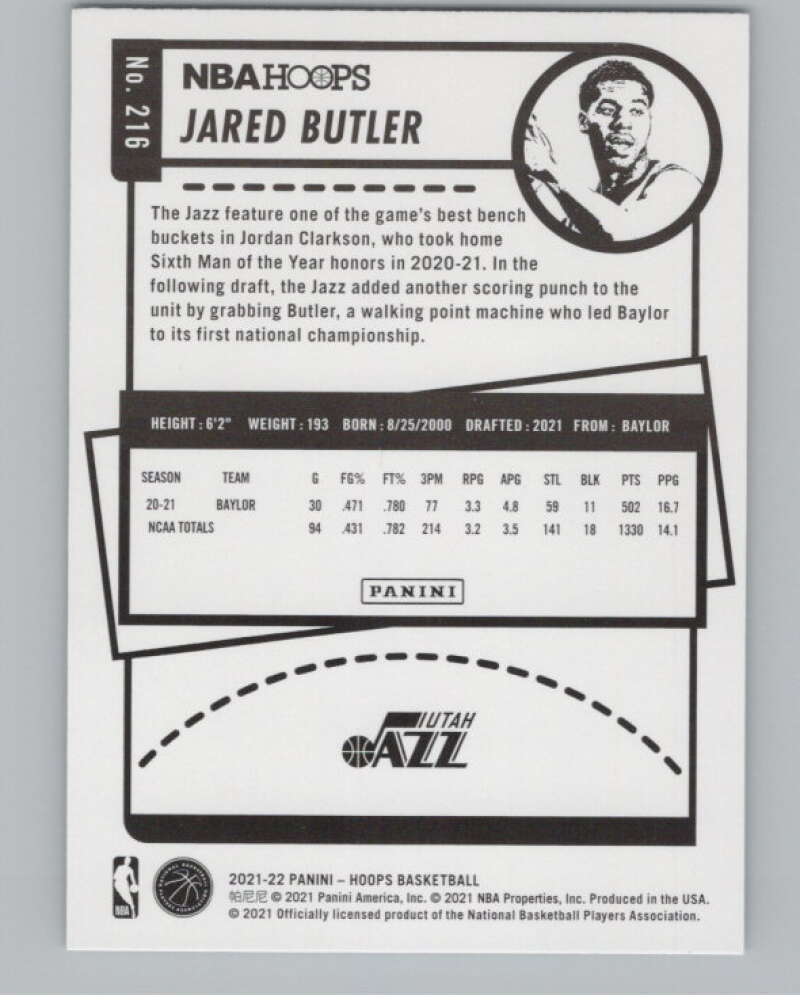 No. 216
NBA HOOPS
JARED BUTLER
The Jazz feature one of the game's best bench
buckets in Jordan Clarkson, who took home
Sixth Man of the Year honors in 2020-21. In the
following draft, the Jazz added another scoring punch to the
unit by grabbing Butler, a walking point machine who led Baylor
to its first national championship.
HEIGHT: 6'2" WEIGHT: 193 BORN: 8/25/2000 DRAFTED: 2021 FROM: BAYLOR
SEASON TEAM G FG% FT% 3PM RPG APG STL BLK PTS PPG
20-21 BAYLOR 30 .471 .780 77 3.3 4.8 59 11 502 16.7
NCAA TOTALS 94 .431 .782 214 3.2 3.5 141 18 1330 14.1
PANINI
UTAH
JAZZ
2021-22 PANINI – HOOPS BASKETBALL
帕尼尼 © 2021 Panini America, Inc. © 2021 NBA Properties, Inc. Produced in the USA.
© 2021 Officially licensed product of the National Basketball Players Association.
NBA